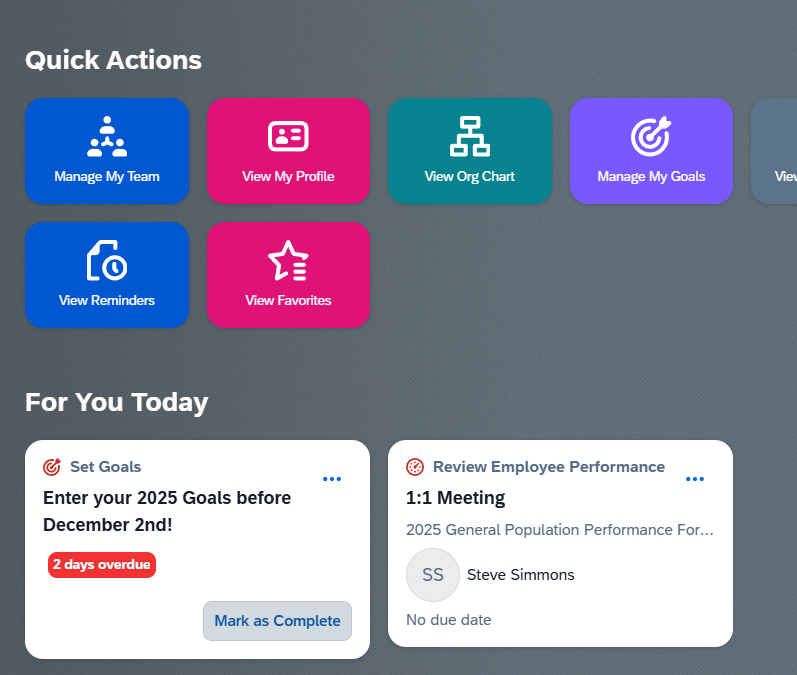 Quick Actions
Manage My Team
View My Profile
View Org Chart
Manage My Goals
View Reminders
View Favorites
For You Today
Set Goals
Enter your 2025 Goals before
December 2nd!
2 days overdue
Mark as Complete
Review Employee Performance
1:1 Meeting
2025 General Population Performance For...
SS
Steve Simmons
No due date